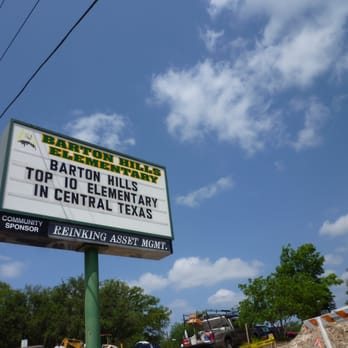 BARTON HILLS
ELEMENTARY
BARTON HILLS
TOP 10 ELEMENTARY
IN CENTRAL TEXAS
COMMUNITY
SPONSOR
REINKING ASSET MGMT.